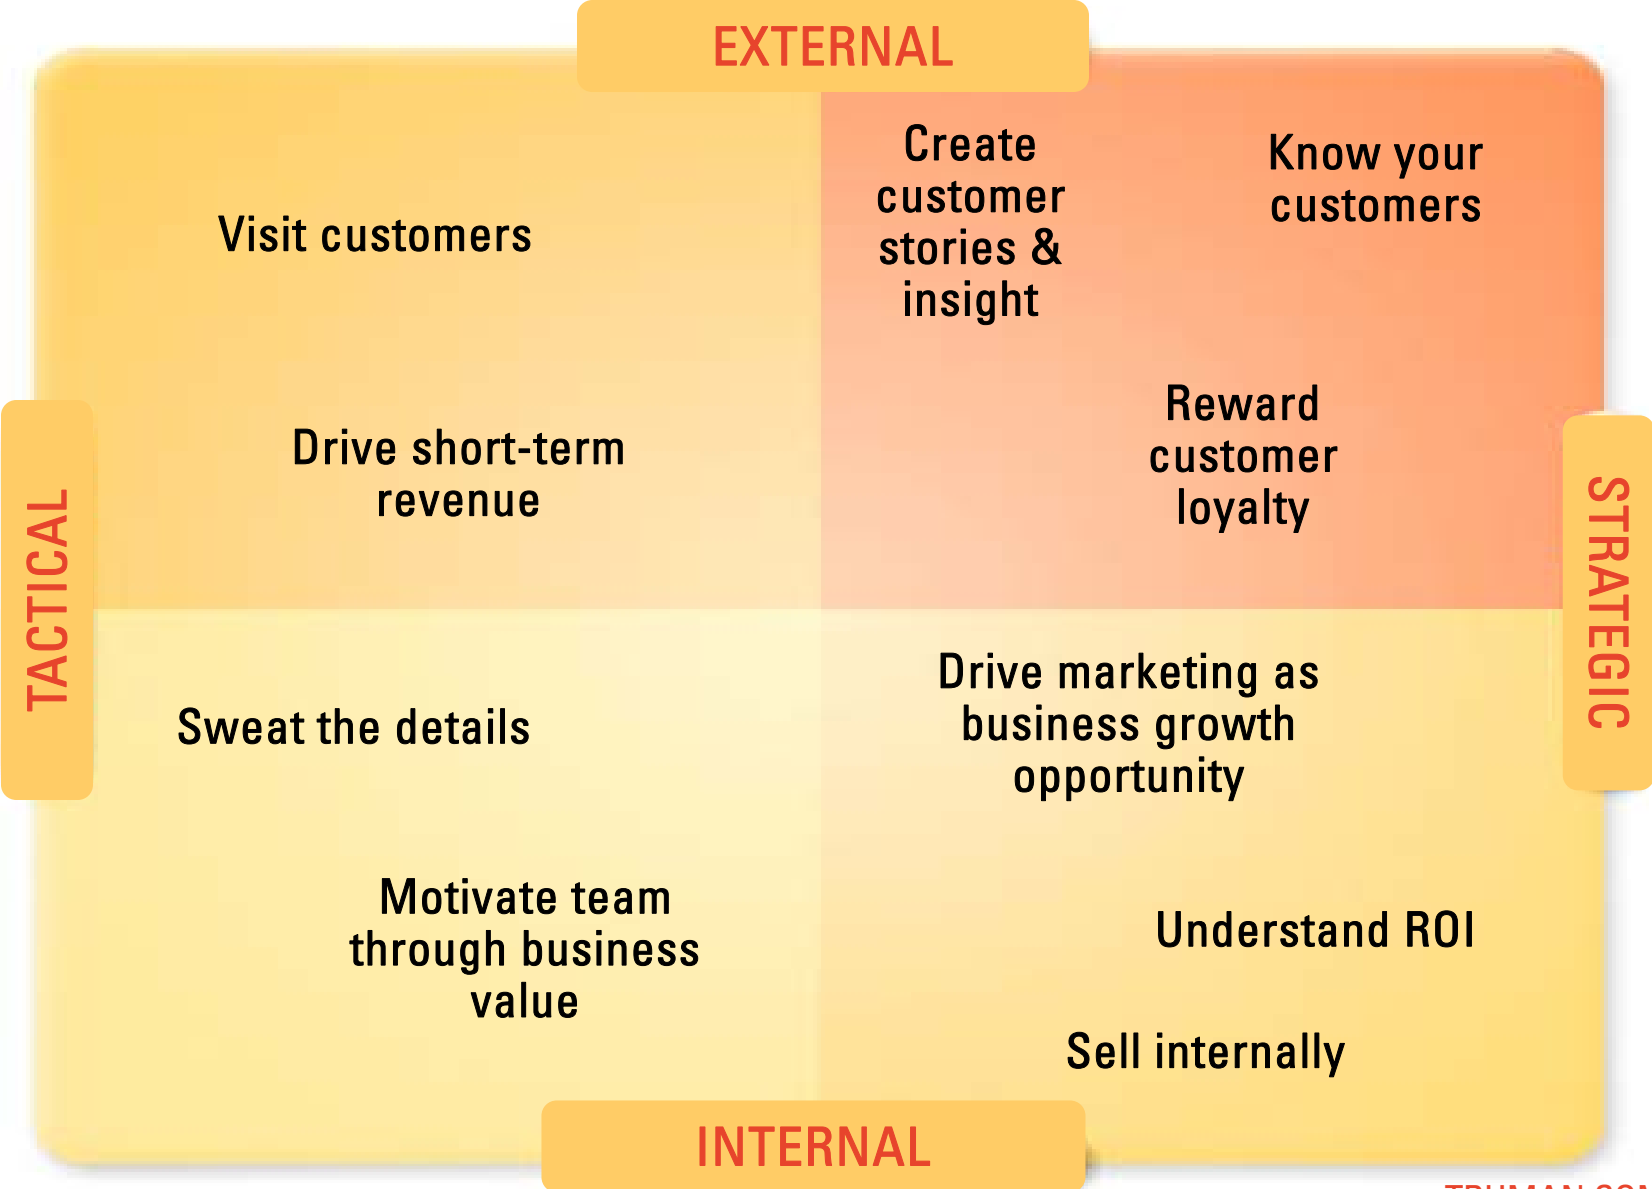 EXTERNAL
Create
customer
stories &
insight
Know your
customers
Visit customers
Reward
customer
loyalty
Drive short-term
revenue
TACTICAL
STRATEGIC
Drive marketing as
business growth
opportunity
Sweat the details
Motivate team
through business
value
Understand ROI
Sell internally
INTERNAL